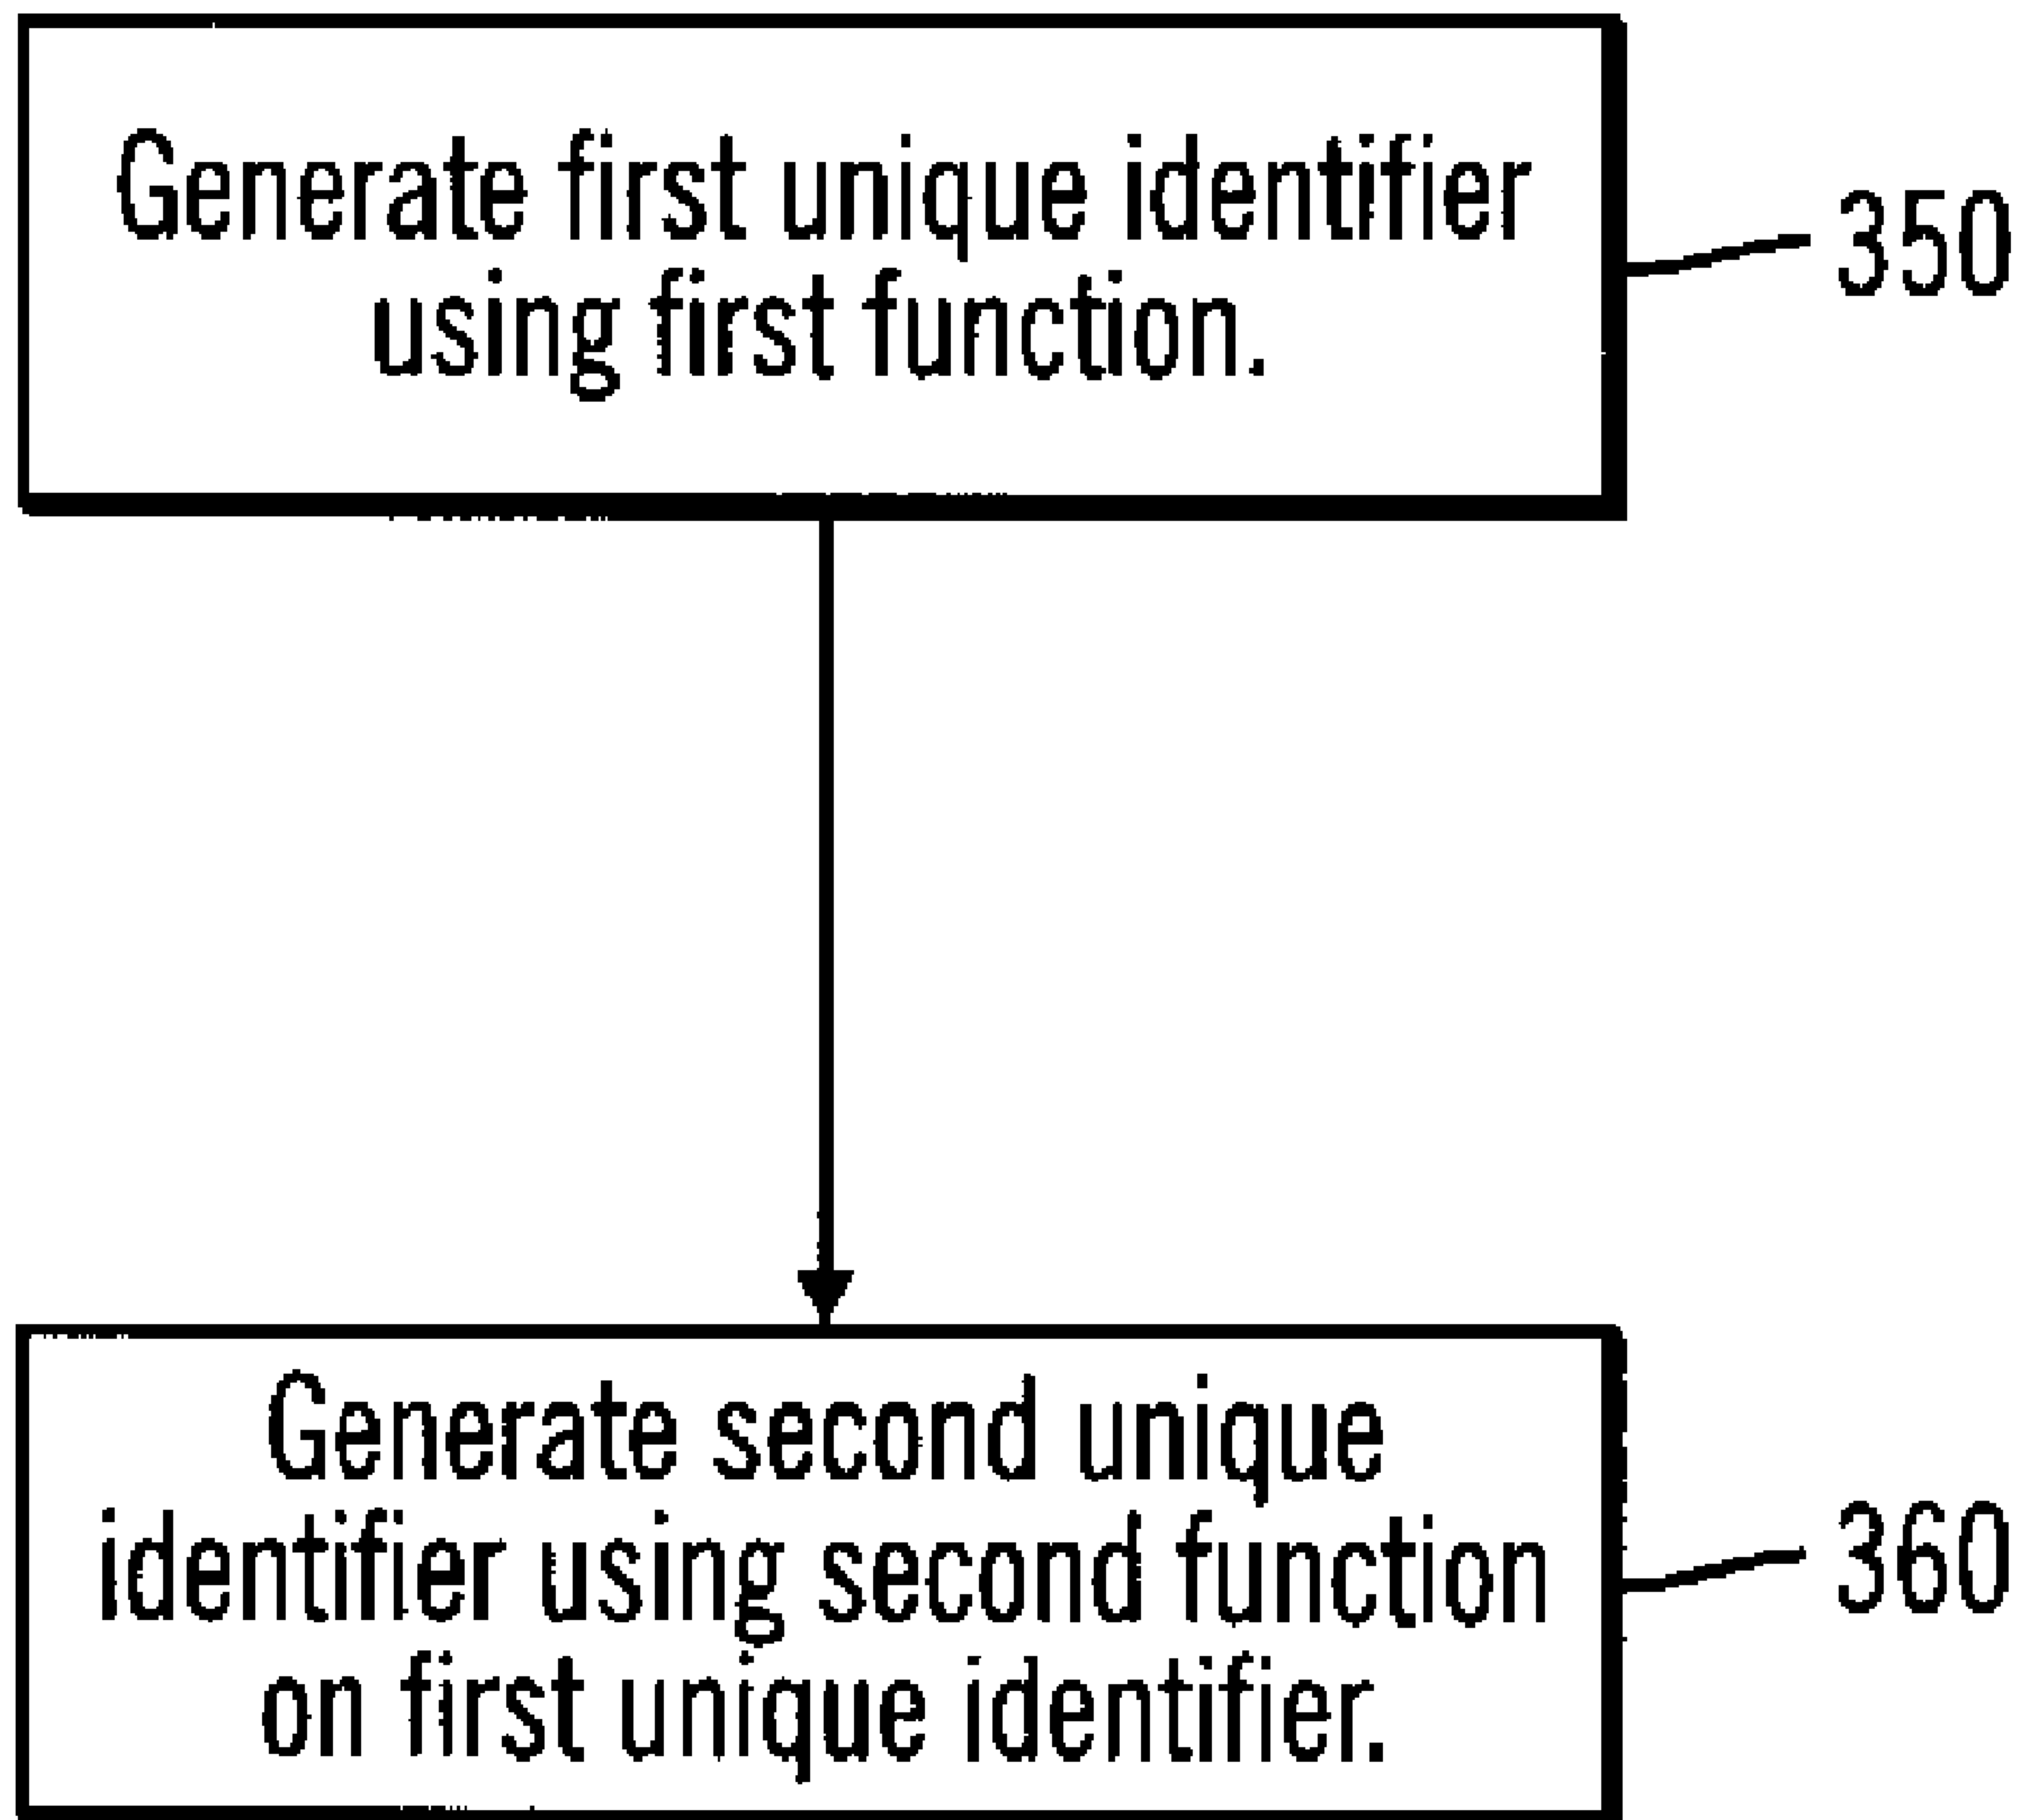 Generate first unique identifier
using first function.
350
Generate second unique
identifier using second function
on first unique identifier.
360